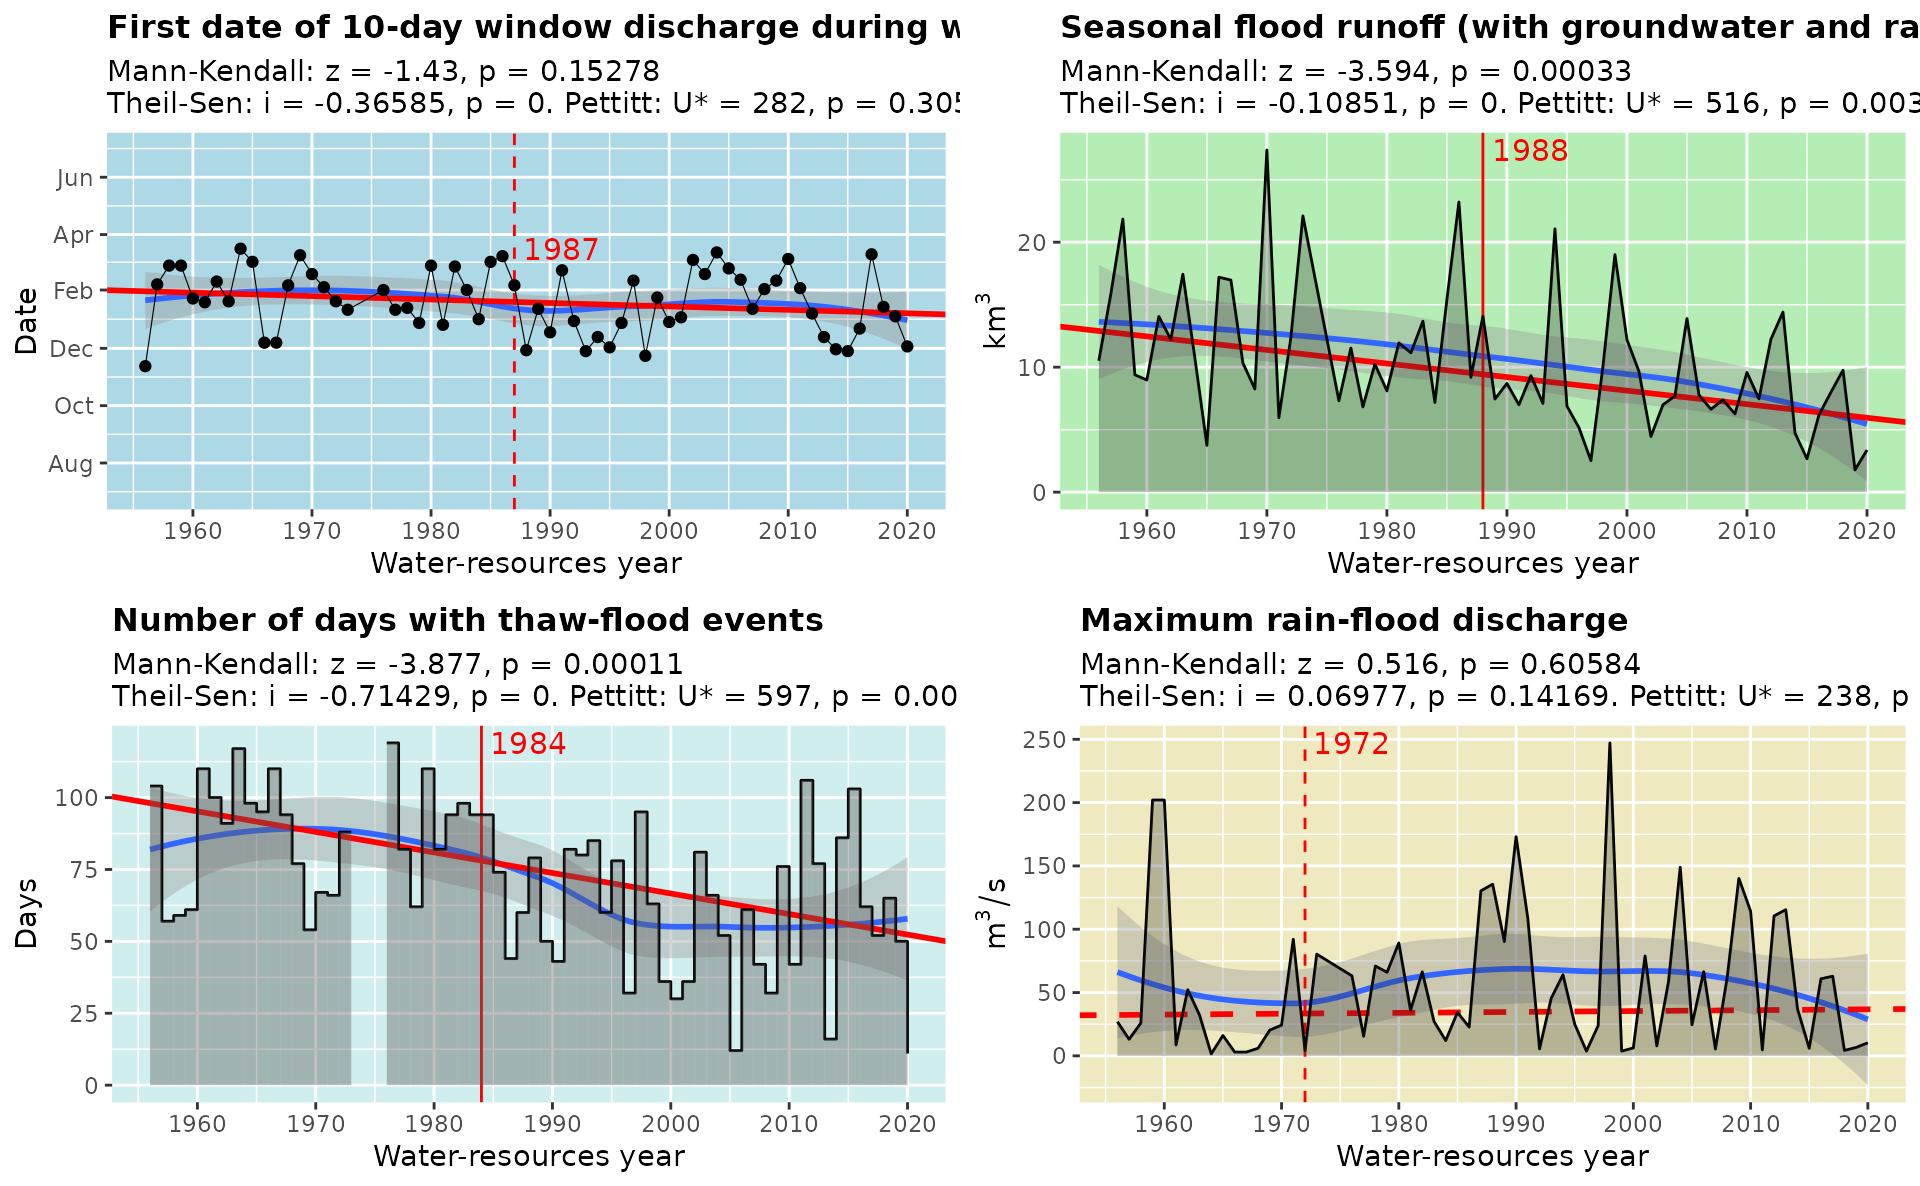 First date of 10-day window discharge during w
Mann-Kendall: z = -1.43, p = 0.15278
Theil-Sen: i = -0.36585, p = 0. Pettitt: U* = 282, p = 0.305
Jun
Apr
Feb
Dec
Oct
Aug
Date
1987
1960 1970 1980 1990 2000 2010 2020
Water-resources year
Seasonal flood runoff (with groundwater and ra
Mann-Kendall: z = -3.594, p = 0.00033
Theil-Sen: i = -0.10851, p = 0. Pettitt: U* = 516, p = 0.003
20
10
0
km³
1988
1960 1970 1980 1990 2000 2010 2020
Water-resources year
Number of days with thaw-flood events
Mann-Kendall: z = -3.877, p = 0.00011
Theil-Sen: i = -0.71429, p = 0. Pettitt: U* = 597, p = 0.00
100
75
50
25
0
Days
1984
1960 1970 1980 1990 2000 2010 2020
Water-resources year
Maximum rain-flood discharge
Mann-Kendall: z = 0.516, p = 0.60584
Theil-Sen: i = 0.06977, p = 0.14169. Pettitt: U* = 238, p
250
200
150
100
50
0
m³/s
1972
1960 1970 1980 1990 2000 2010 2020
Water-resources year